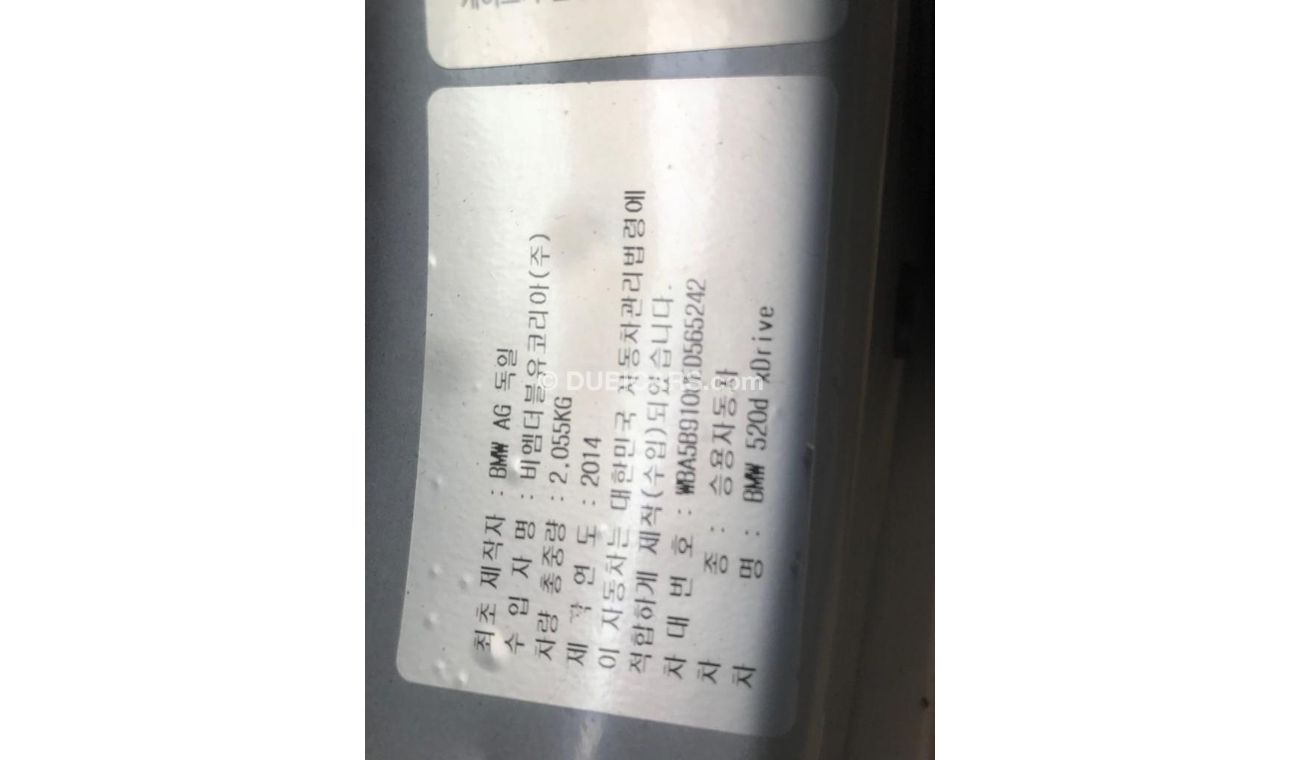 최초 제작자 : BMW AG 독일
수 입 자 명 : 비엠더블유코리아(주)
차량 총중량 : 2.055KG
제 작 연 도 : 2014
이 자동차는 대한민국 자동차관리법령에
적합하게 제작(수입)되었습니다.
차 대 번 호 :
차 종 : 승용자동차
차 명 : BMW 520d xDrive
© DUBICARS.com